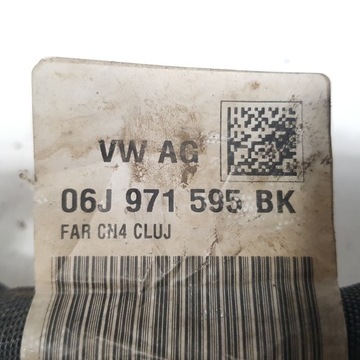 VW AG
06J 971 595 BK
FAR CN4 CLUJ